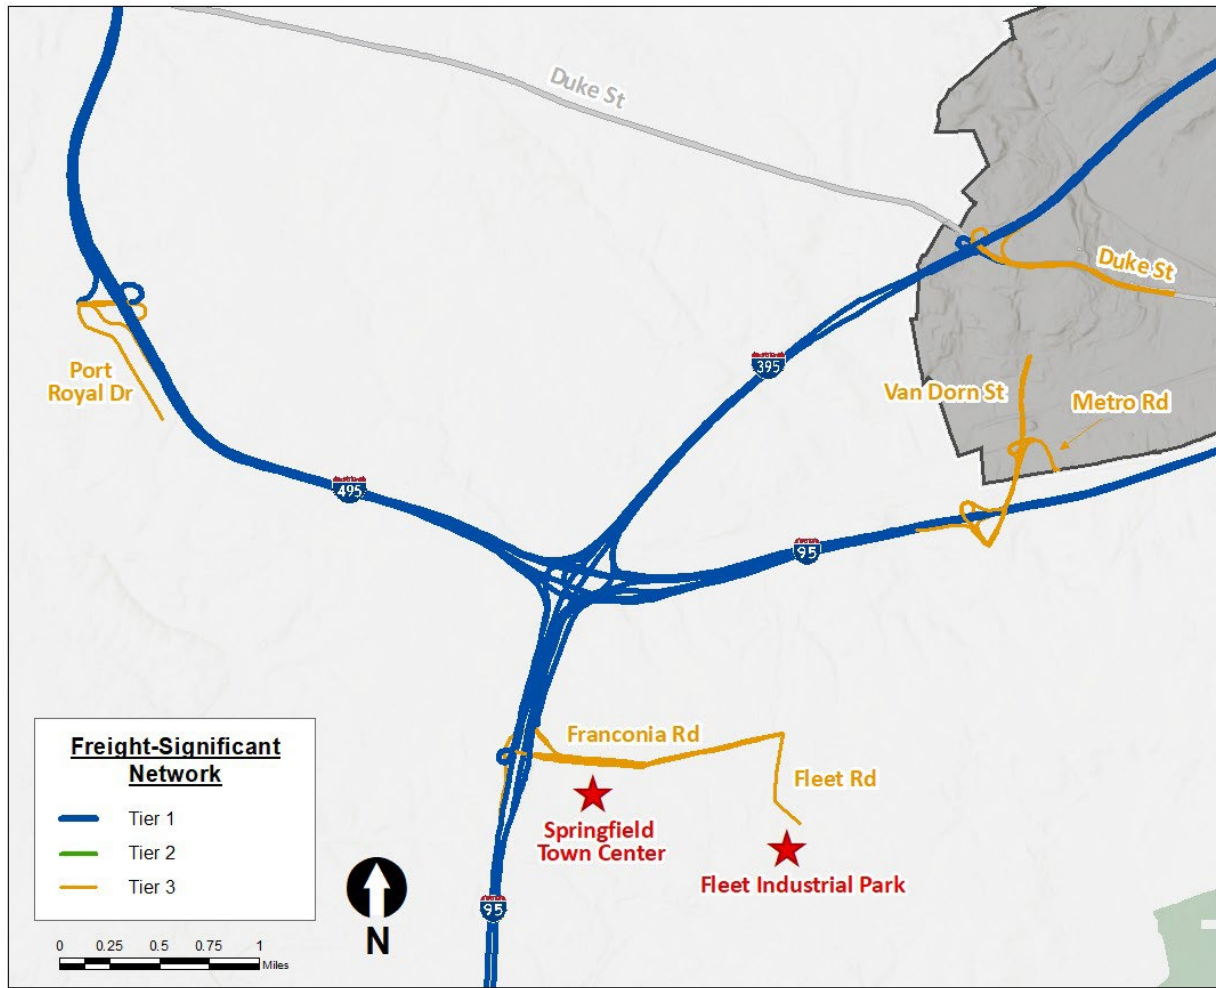 Duke St
Duke St
395
Van Dorn St
Metro Rd
Port
Royal Dr
495
95
Franconia Rd
Fleet Rd
Springfield
Town Center
Fleet Industrial Park
95
Freight-Significant
Network
Tier 1
Tier 2
Tier 3
N
0 0.25 0.5 0.75 1
Miles